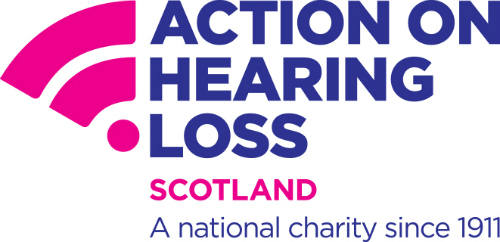 ACTION ON
HEARING
LOSS
SCOTLAND
A national charity since 1911